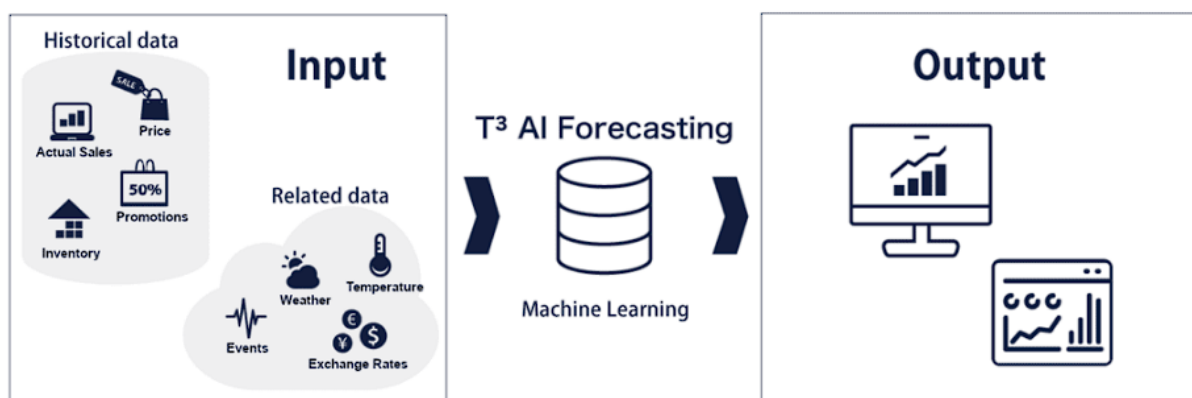 Historical data
Input
SALE
Price
Actual Sales
50%
Promotions
Inventory
Related data
Weather
Temperature
Events
€
¥
$
Exchange Rates
T³ AI Forecasting
Machine Learning
Output